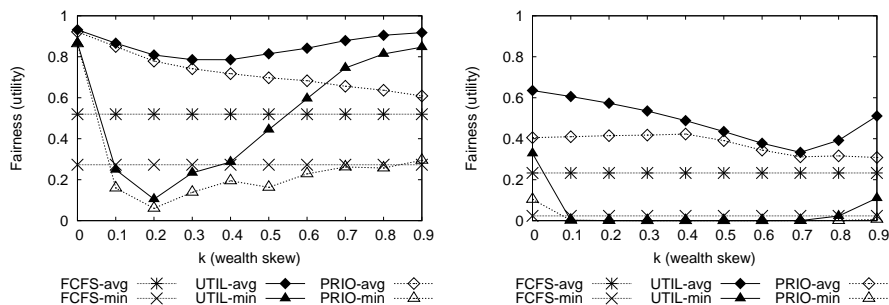 Fairness (utility)
1
0.8
0.6
0.4
0.2
0
0 0.1 0.2 0.3 0.4 0.5 0.6 0.7 0.8 0.9
k (wealth skew)
FCFS-avg UTIL-avg PRIO-avg
FCFS-min UTIL-min PRIO-min
Fairness (utility)
1
0.8
0.6
0.4
0.2
0
0 0.1 0.2 0.3 0.4 0.5 0.6 0.7 0.8 0.9
k (wealth skew)
FCFS-avg UTIL-avg PRIO-avg
FCFS-min UTIL-min PRIO-min